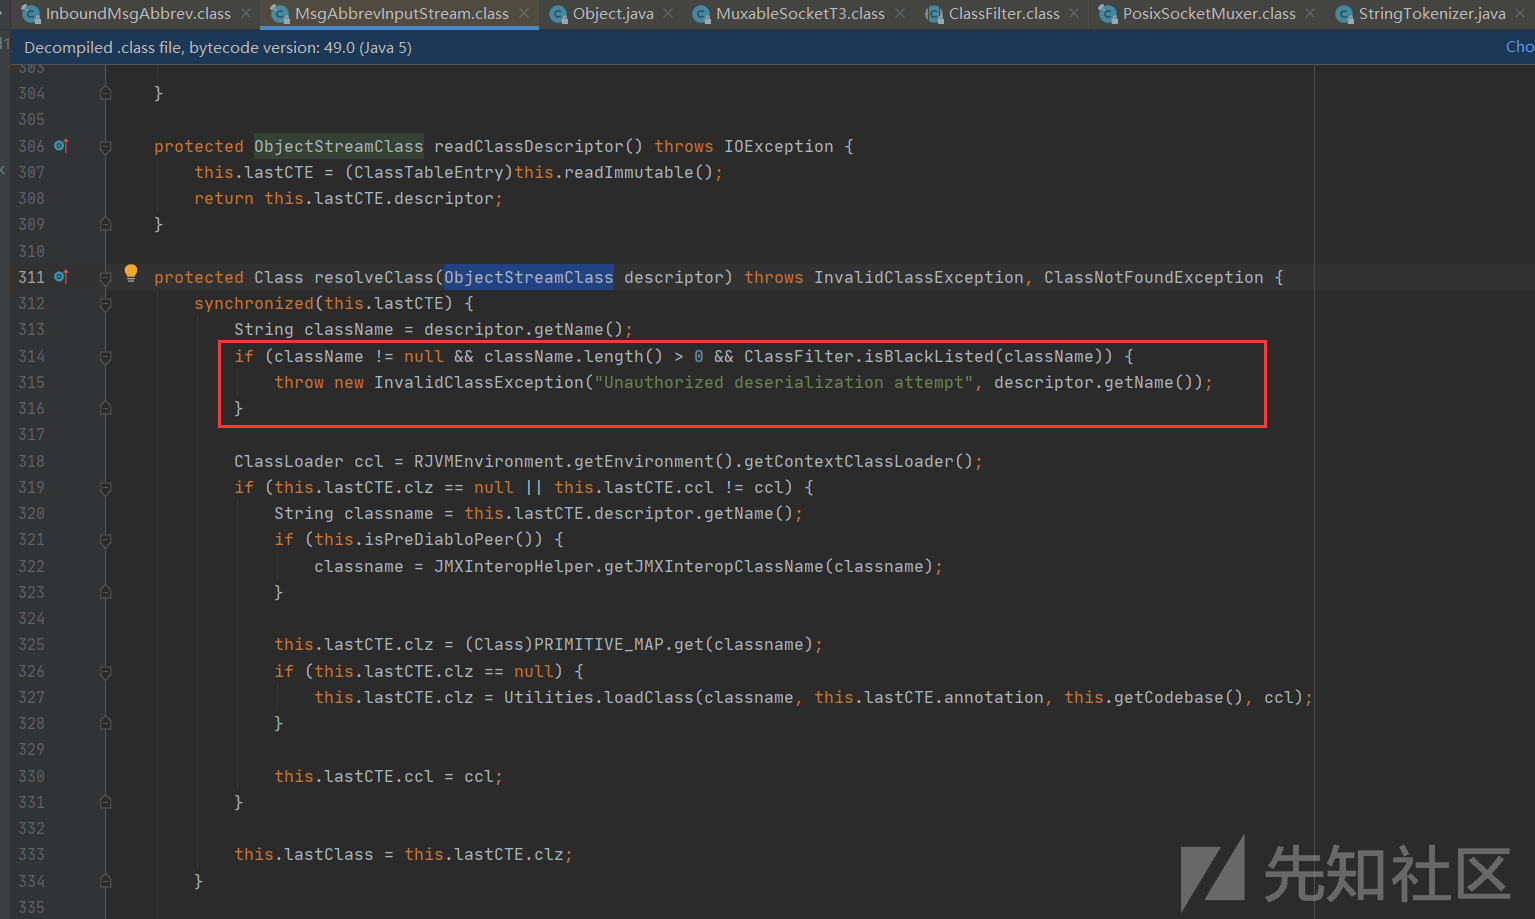 InboundMsgAbbrev.class × MsgAbbrevInputStream.class × Object.java × MuxableSocketT3.class × ClassFilter.class × PosixSocketMuxer.class × StringTokenizer.java ×
Decompiled .class file, bytecode version: 49.0 (Java 5) Cho
303
304 }
305
306 protected ObjectStreamClass readClassDescriptor() throws IOException {
307 this.lastCTE = (ClassTableEntry)this.readImmutable();
308 return this.lastCTE.descriptor;
309 }
310
311 protected Class resolveClass(ObjectStreamClass descriptor) throws InvalidClassException, ClassNotFoundException {
312 synchronized(this.lastCTE) {
313 String className = descriptor.getName();
314 if (className != null && className.length() > 0 && ClassFilter.isBlackListed(className)) {
315 throw new InvalidClassException("Unauthorized deserialization attempt", descriptor.getName());
316 }
317
318 ClassLoader ccl = RJVMEnvironment.getEnvironment().getContextClassLoader();
319 if (this.lastCTE.clz == null || this.lastCTE.ccl != ccl) {
320 String classname = this.lastCTE.descriptor.getName();
321 if (this.isPreDiabloPeer()) {
322 classname = JMXInteropHelper.getJMXInteropClassName(classname);
323 }
324
325 this.lastCTE.clz = (Class)PRIMITIVE_MAP.get(classname);
326 if (this.lastCTE.clz == null) {
327 this.lastCTE.clz = Utilities.loadClass(classname, this.lastCTE.annotation, this.getCodebase(), ccl);
328 }
329
330 this.lastCTE.ccl = ccl;
331 }
332
333 this.lastClass = this.lastCTE.clz;
334 }
335
先知社区